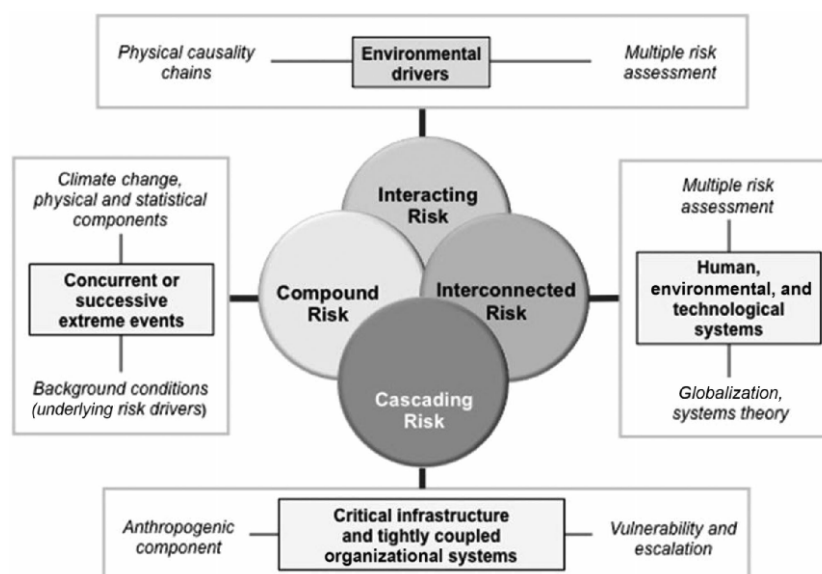 Physical causality
chains
Environmental
drivers
Multiple risk
assessment
Climate change,
physical and statistical
components
Concurrent or
successive
extreme events
Background conditions
(underlying risk drivers)
Interacting
Risk
Compound
Risk
Interconnected
Risk
Cascading
Risk
Multiple risk
assessment
Human,
environmental, and
technological
systems
Globalization,
systems theory
Anthropogenic
component
Critical infrastructure
and tightly coupled
organizational systems
Vulnerability and
escalation